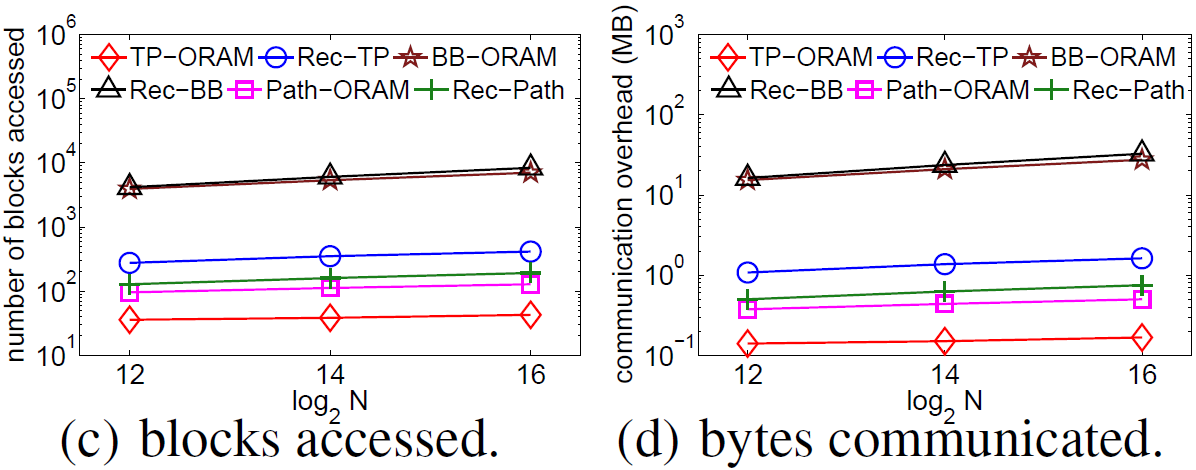 number of blocks accessed
10^6
10^5
10^4
10^3
10^2
10^1
TP-ORAM Rec-TP BB-ORAM
Rec-BB Path-ORAM Rec-Path
12 14 16
log_2 N
(c) blocks accessed.
communication overhead (MB)
10^3
10^2
10^1
10^0
10^-1
TP-ORAM Rec-TP BB-ORAM
Rec-BB Path-ORAM Rec-Path
12 14 16
log_2 N
(d) bytes communicated.